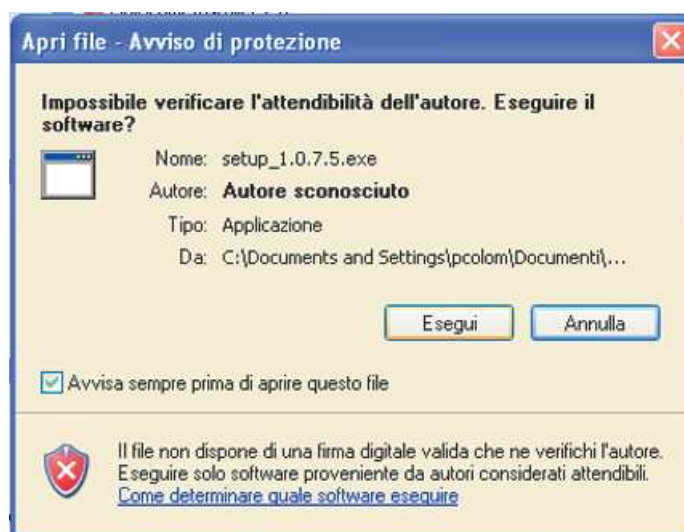 Apri file - Avviso di protezione
Impossibile verificare l'attendibilità dell'autore. Eseguire il
software?
Nome: setup_1.0.7.5.exe
Autore: Autore sconosciuto
Tipo: Applicazione
Da: C:\Documents and Settings\pcolom\Documenti\...
Esegui Annulla
Avvisa sempre prima di aprire questo file
Il file non dispone di una firma digitale valida che ne verifichi l'autore.
Eseguire solo software proveniente da autori considerati attendibili.
Come determinare quale software eseguire